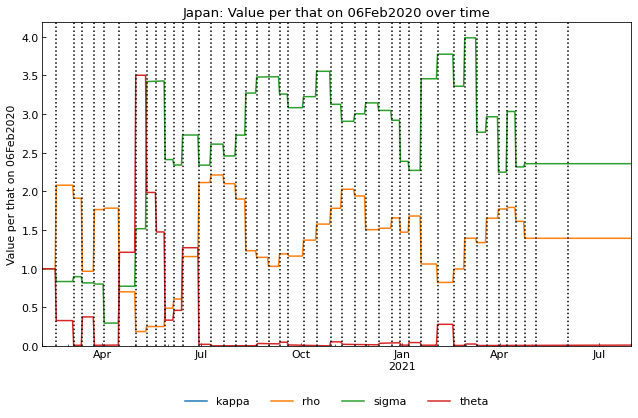 Japan: Value per that on 06Feb2020 over time
Value per that on 06Feb2020
4.0
3.5
3.0
2.5
2.0
1.5
1.0
0.5
0.0
Apr Jul Oct Jan Apr Jul
2021
kappa rho sigma theta